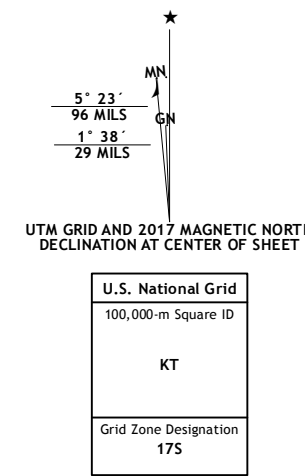 ★
MN
5° 23´
96 MILS
GN
1° 38´
29 MILS
UTM GRID AND 2017 MAGNETIC NORTH
DECLINATION AT CENTER OF SHEET
U.S. National Grid
100,000-m Square ID
KT
Grid Zone Designation
17S